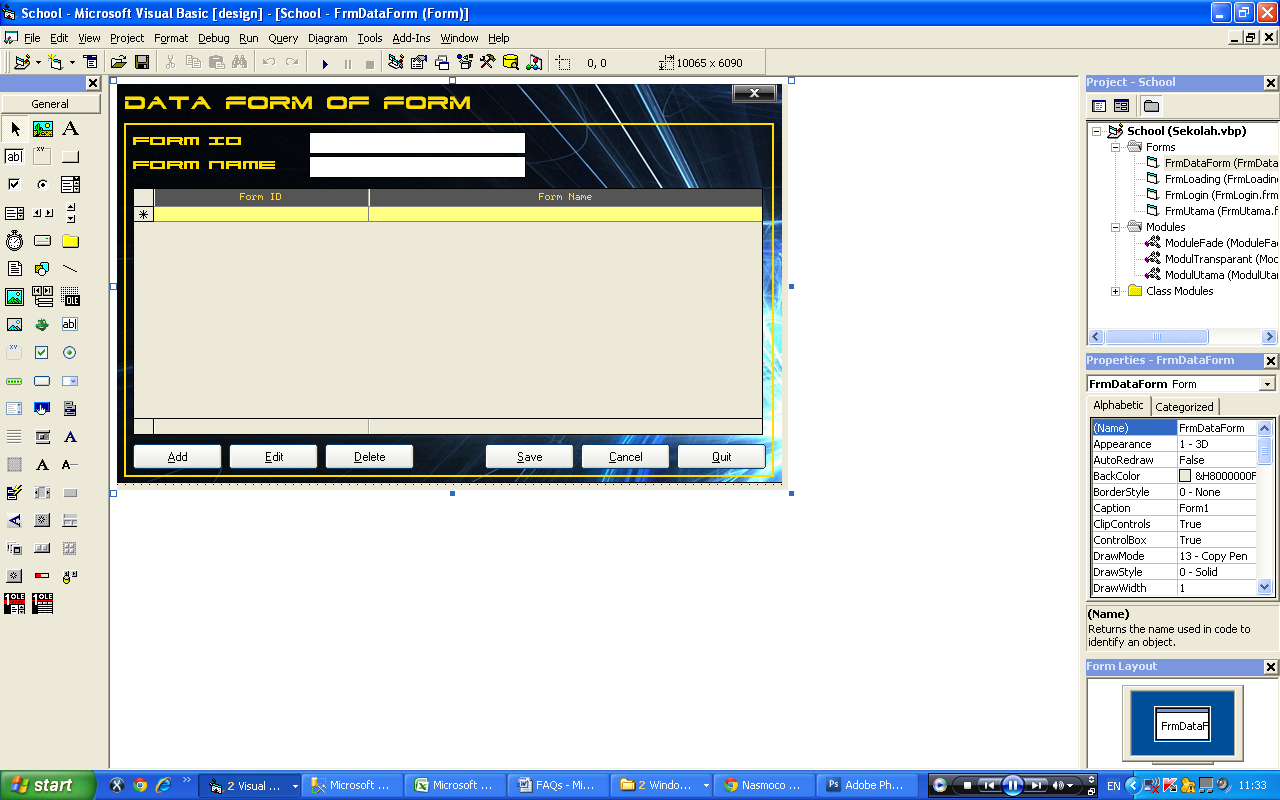 School - Microsoft Visual Basic [design] - [School - FrmDataForm (Form)]
File Edit View Project Format Debug Run Query Diagram Tools Add-Ins Window Help
0, 0 10065 x 6090
General
A
ab|
DATA FORM OF FORM
X
FORM ID
FORM NAME
Form ID Form Name
Add Edit Delete Save Cancel Quit
Project - School
School (Sekolah.vbp)
Forms
FrmDataForm (FrmData
FrmLoading (FrmLoading
FrmLogin (FrmLogin.frm
FrmUtama (FrmUtama.f
Modules
ModuleFade (ModuleFad
ModulTransparant (Mod
ModulUtama (ModulUtam
Class Modules
Properties - FrmDataForm
FrmDataForm Form
Alphabetic Categorized
(Name) FrmDataForm
Appearance 1 - 3D
AutoRedraw False
BackColor &H8000000F
BorderStyle 0 - None
Caption Form1
ClipControls True
ControlBox True
DrawMode 13 - Copy Pen
DrawStyle 0 - Solid
DrawWidth 1
(Name)
Returns the name used in code to
identify an object.
Form Layout
FrmDataF
start 2 Visual ... Microsoft ... Microsoft ... FAQs - Mi... 2 Windo... Nasmoco ... Adobe Ph... EN 11:33